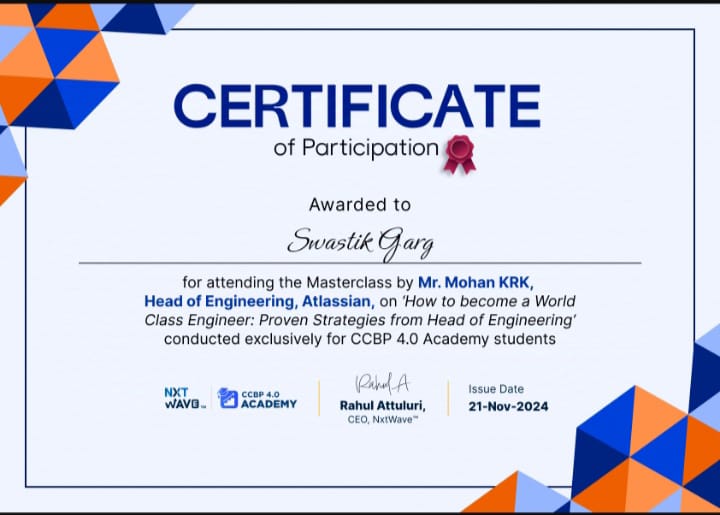 CERTIFICATE
of Participation
Awarded to
Swastik Garg
for attending the Masterclass by Mr. Mohan KRK,
Head of Engineering, Atlassian, on ‘How to become a World
Class Engineer: Proven Strategies from Head of Engineering’
conducted exclusively for CCBP 4.0 Academy students
NXT
WAVE™
CCBP 4.0
ACADEMY
Rahul A
Rahul Attuluri,
CEO, NxtWave™
Issue Date
21-Nov-2024